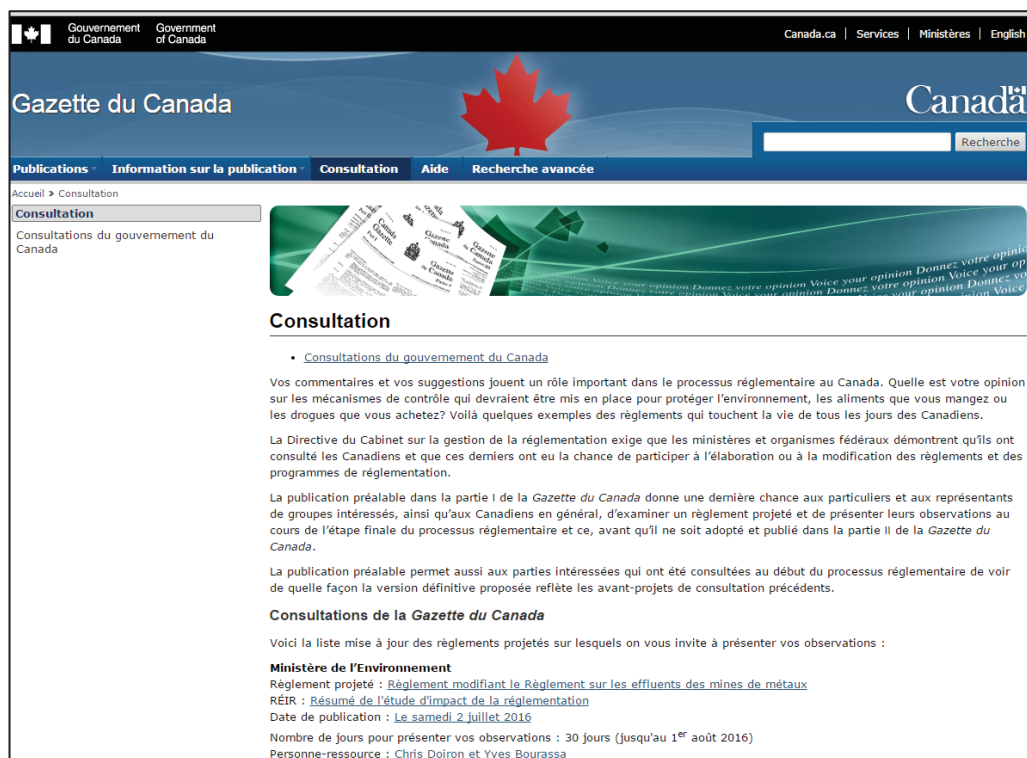 Gouvernement du Canada
Government of Canada
Canada.ca | Services | Ministères | English
Gazette du Canada
Canada
Recherche
Publications Information sur la publication Consultation Aide Recherche avancée
Accueil > Consultation
Consultation
Consultations du gouvernement du
Canada
Canada Gazette
Part I
Gazette du Canada
Donnez votre opinion Voice your opinion Donnez votre opinion
Consultation
• Consultations du gouvernement du Canada
Vos commentaires et vos suggestions jouent un rôle important dans le processus réglementaire au Canada. Quelle est votre opinion
sur les mécanismes de contrôle qui devraient être mis en place pour protéger l'environnement, les aliments que vous mangez ou
les drogues que vous achetez? Voilà quelques exemples des règlements qui touchent la vie de tous les jours des Canadiens.
La Directive du Cabinet sur la gestion de la réglementation exige que les ministères et organismes fédéraux démontrent qu'ils ont
consulté les Canadiens et que ces derniers ont eu la chance de participer à l'élaboration ou à la modification des règlements et des
programmes de réglementation.
La publication préalable dans la partie I de la Gazette du Canada donne une dernière chance aux particuliers et aux représentants
de groupes intéressés, ainsi qu'aux Canadiens en général, d'examiner un règlement projeté et de présenter leurs observations au
cours de l'étape finale du processus réglementaire et ce, avant qu'il ne soit adopté et publié dans la partie II de la Gazette du
Canada.
La publication préalable permet aussi aux parties intéressées qui ont été consultées au début du processus réglementaire de voir
de quelle façon la version définitive proposée reflète les avant-projets de consultation précédents.
Consultations de la Gazette du Canada
Voici la liste mise à jour des règlements projetés sur lesquels on vous invite à présenter vos observations :
Ministère de l'Environnement
Règlement projeté : Règlement modifiant le Règlement sur les effluents des mines de métaux
RÉIR : Résumé de l'étude d'impact de la réglementation
Date de publication : Le samedi 2 juillet 2016
Nombre de jours pour présenter vos observations : 30 jours (jusqu'au 1er août 2016)
Personne-ressource : Chris Doiron et Yves Bourassa